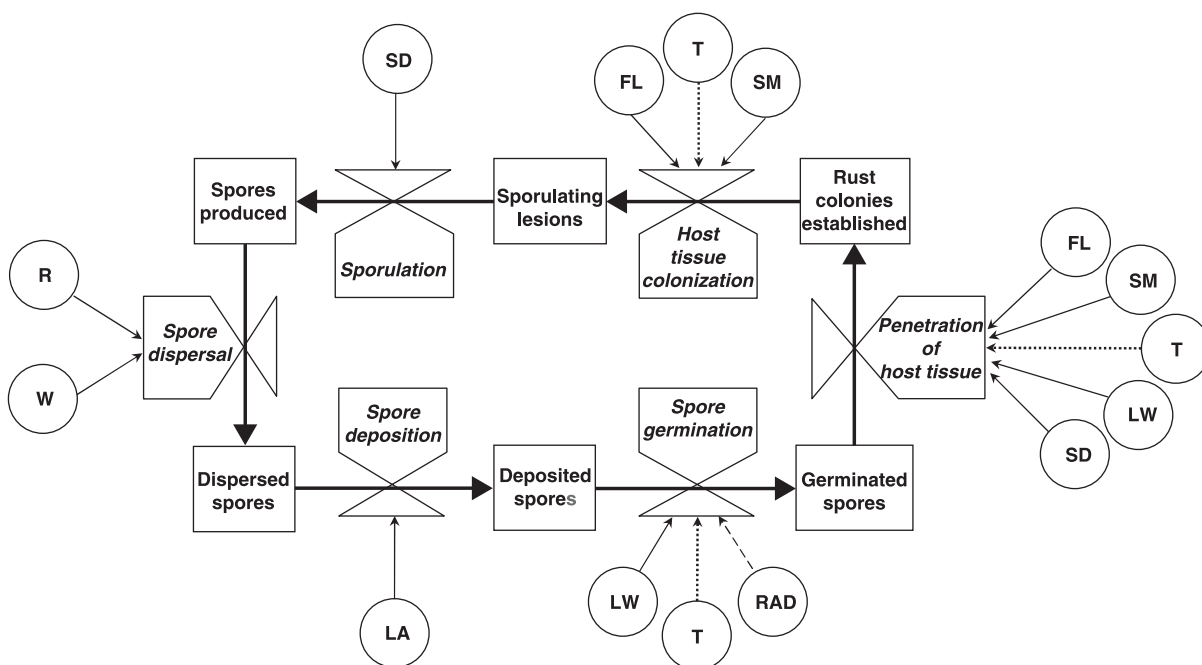 SD
FL
T
SM
Spores
produced
Sporulation
Sporulating
lesions
Host
tissue
colonization
Rust
colonies
established
R
W
Spore
dispersal
FL
SM
T
LW
SD
Penetration
of
host tissue
Dispersed
spores
Spore
deposition
LA
Deposited
spores
Spore
germination
LW
T
RAD
Germinated
spores